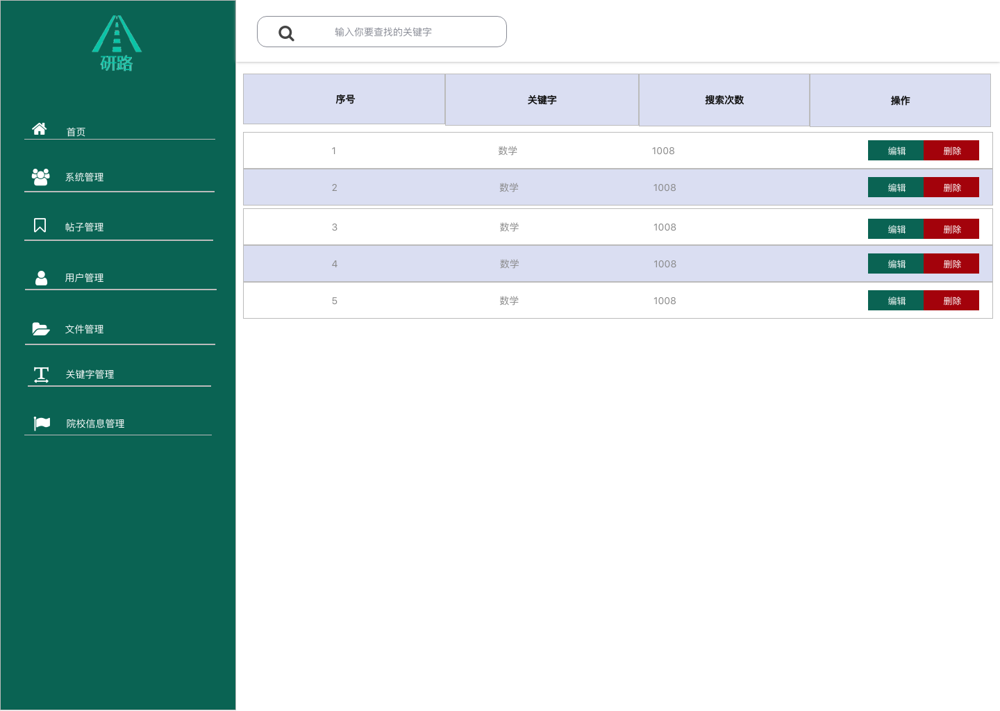 研路
首页
系统管理
帖子管理
用户管理
文件管理
关键字管理
院校信息管理
输入你要查找的关键字
序号 关键字 搜索次数 操作
1 数学 1008 编辑 删除
2 数学 1008 编辑 删除
3 数学 1008 编辑 删除
4 数学 1008 编辑 删除
5 数学 1008 编辑 删除